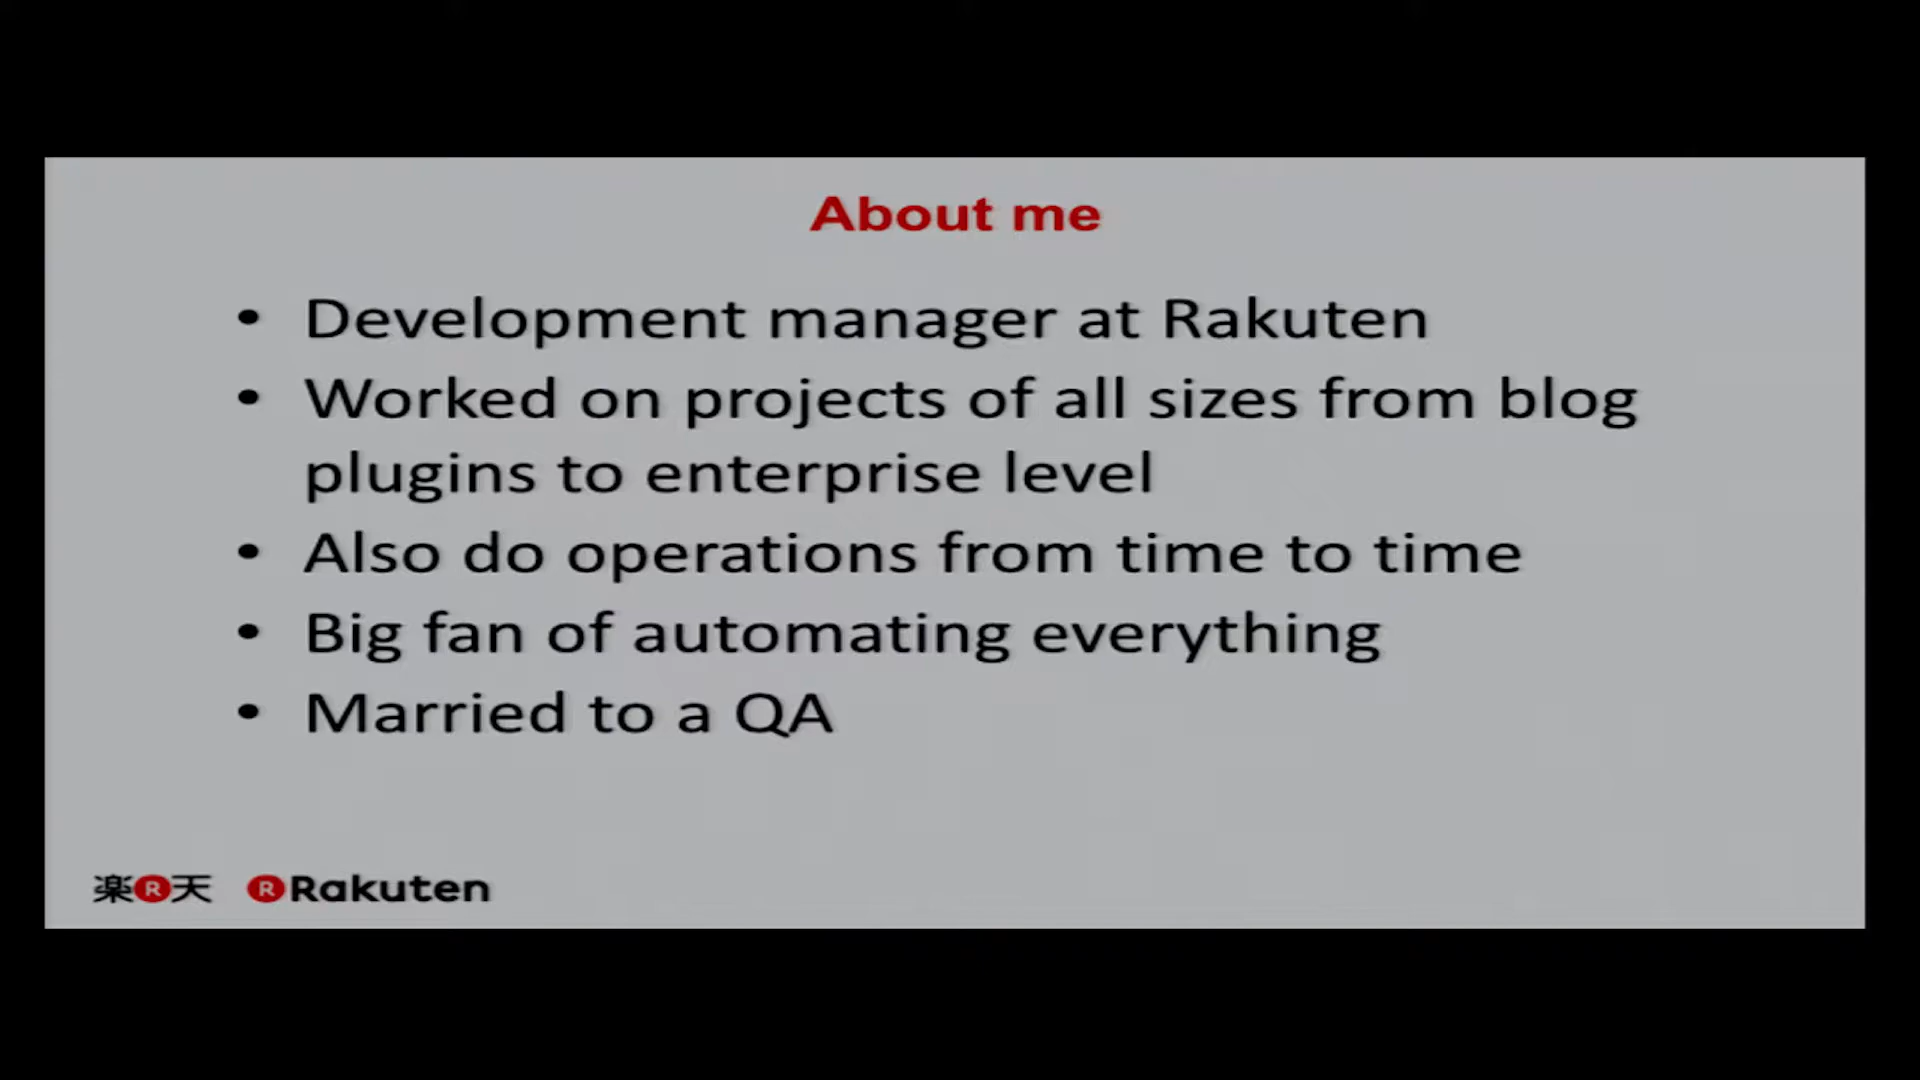 About me
• Development manager at Rakuten
• Worked on projects of all sizes from blog
plugins to enterprise level
• Also do operations from time to time
• Big fan of automating everything
• Married to a QA
楽R天 R Rakuten